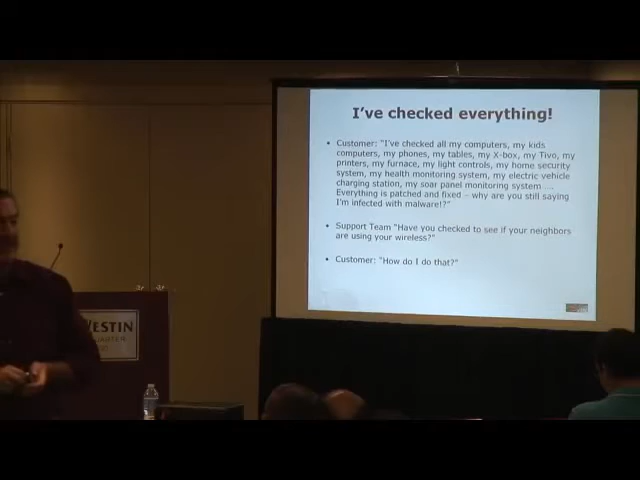 I've checked everything!
• Customer: "I've checked all my computers, my kids
computers, my phones, my tables, my X-box, my Tivo, my
printers, my furnace, my light controls, my home security
system, my health monitoring system, my electric vehicle
charging station, my soar panel monitoring system ....
Everything is patched and fixed – why are you still saying
I'm infected with malware!?"
• Support Team "Have you checked to see if your neighbors
are using your wireless?"
• Customer: "How do I do that?"
WESTIN